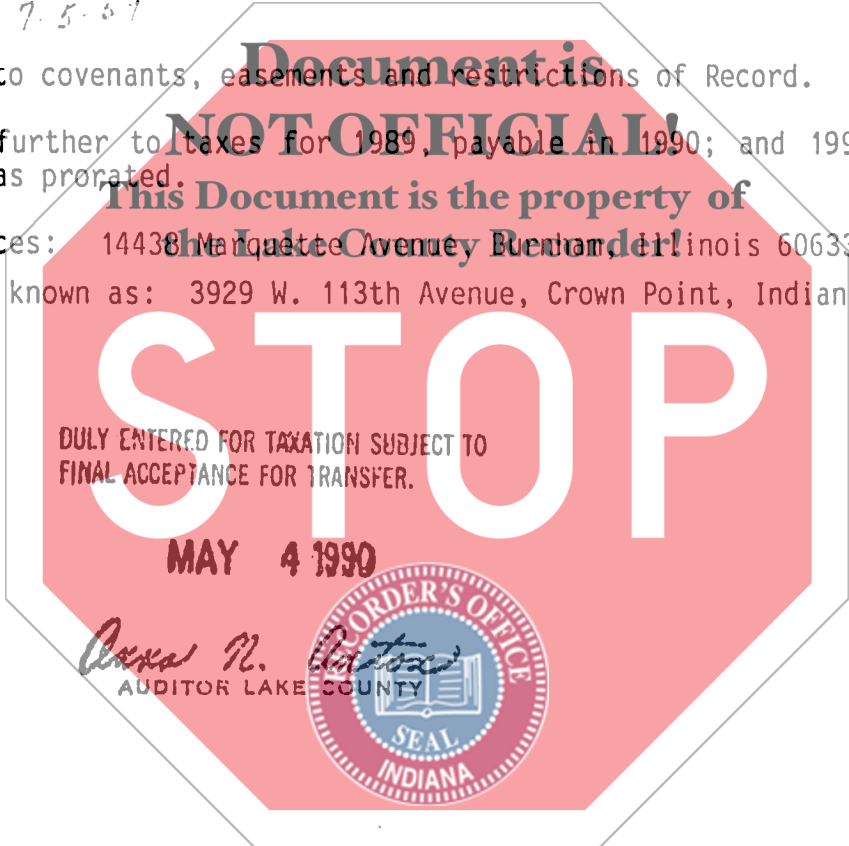 7-5-
to covenants, easements and restrictions of Record.
Document is
further to taxes for 1989, payable in 1990; and 199
NOT OFFICIAL!
as prorated.
This Document is the property of
ces: 14438 Marquette Avenue, Burnham, Illinois 60633
the Lake County Recorder!
known as: 3929 W. 113th Avenue, Crown Point, Indian
STOP
DULY ENTERED FOR TAXATION SUBJECT TO
FINAL ACCEPTANCE FOR TRANSFER.
MAY 4 1990
Anna N. Anton
AUDITOR LAKE COUNTY
RECORDER'S OFFICE
SEAL
INDIANA